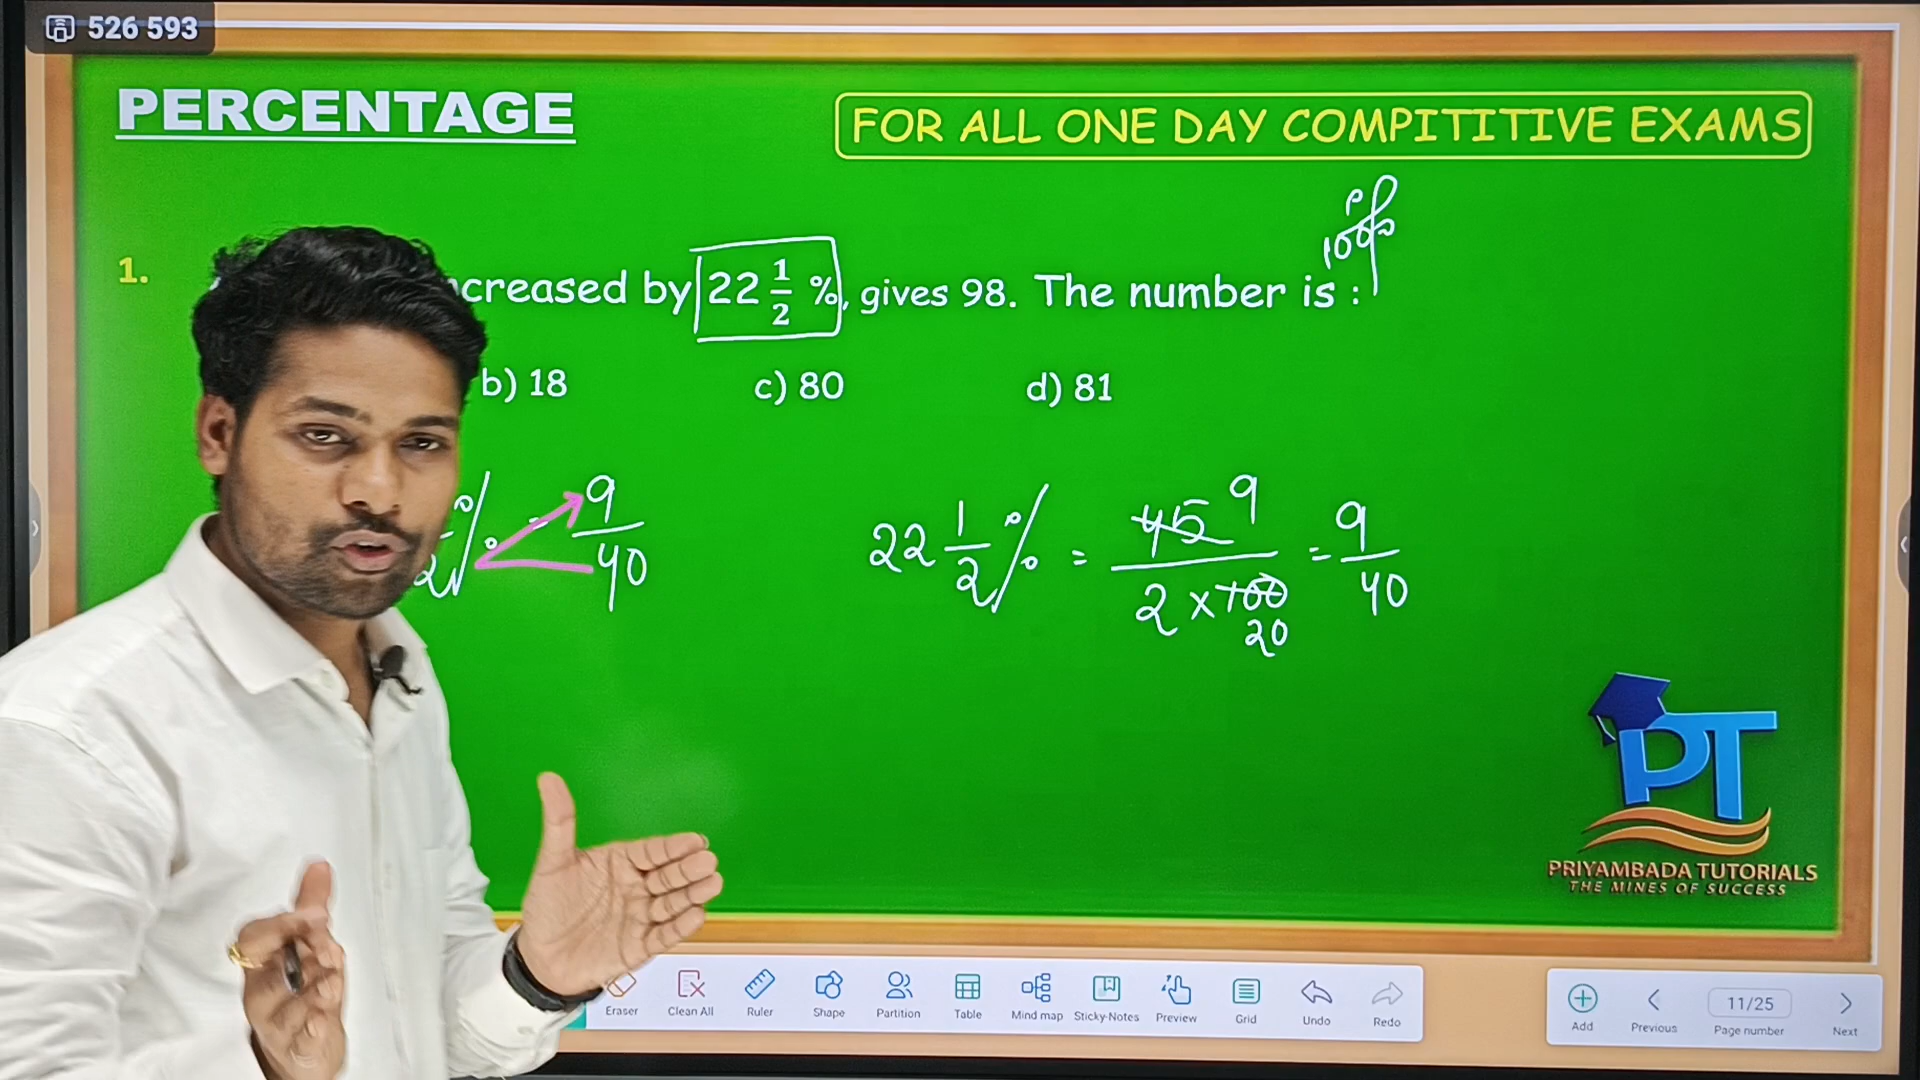 526 593
PERCENTAGE
FOR ALL ONE DAY COMPITITIVE EXAMS
100%
1. creased by 22 1/2 %, gives 98. The number is :
b) 18 c) 80 d) 81
2 % = 9/40
22 1/2 % = 45 9 / 2 × 100 20 = 9/40
PT
PRIYAMBADA TUTORIALS
THE MINES OF SUCCESS
Eraser Clean All Ruler Shape Partition Table Mind map Sticky-Notes Preview Grid Undo Redo
Add Previous 11/25 Page number Next